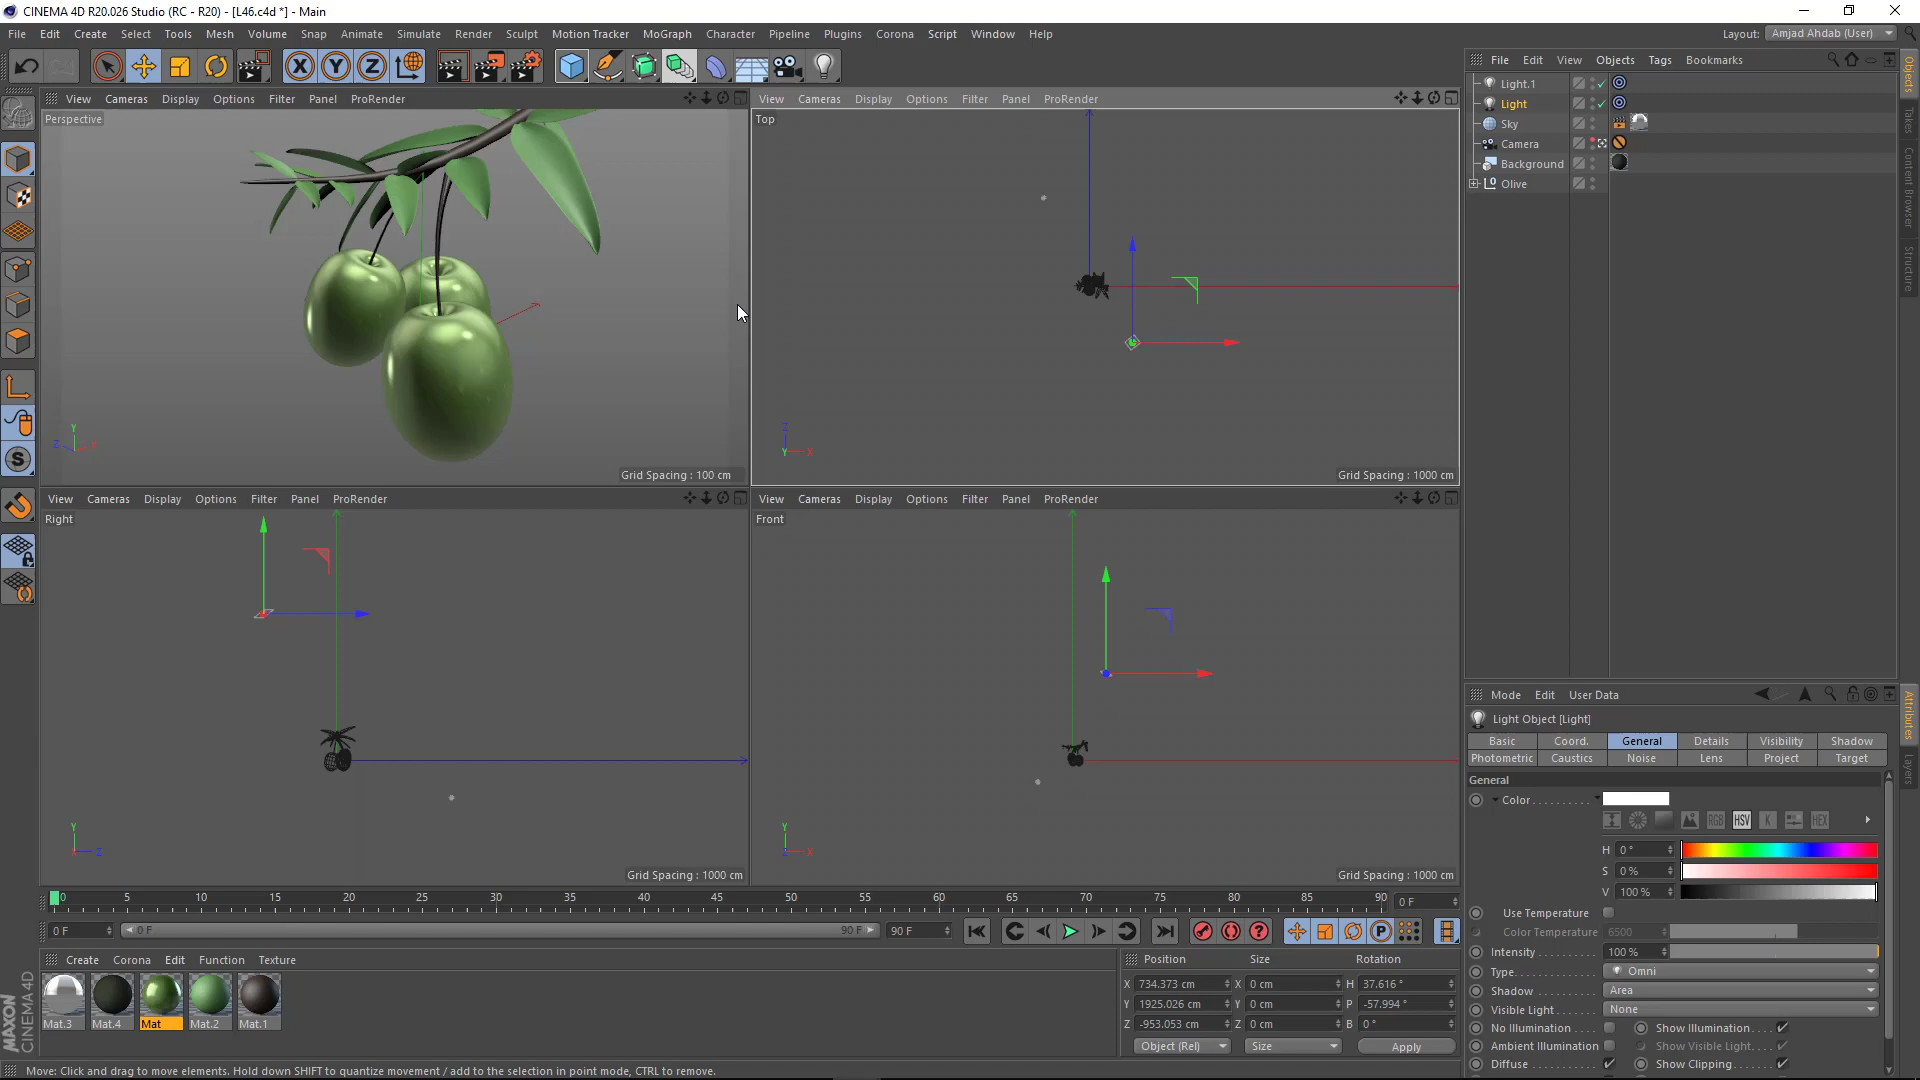 CINEMA 4D R20.026 Studio (RC - R20) - [L46.c4d *] - Main
File Edit Create Select Tools Mesh Volume Snap Animate Simulate Render Sculpt Motion Tracker MoGraph Character Pipeline Plugins Corona Script Window Help Layout: Amjad Ahdab (User)
File Edit View Objects Tags Bookmarks
View Cameras Display Options Filter Panel ProRender
Perspective
Grid Spacing : 100 cm
View Cameras Display Options Filter Panel ProRender
Top
Grid Spacing : 1000 cm
Light.1
Light
Sky
Camera
Background
Olive
Objects
Takes
Content Browser
Structure
View Cameras Display Options Filter Panel ProRender
Right
Grid Spacing : 1000 cm
View Cameras Display Options Filter Panel ProRender
Front
Grid Spacing : 1000 cm
Mode Edit User Data
Light Object [Light]
Basic Coord. General Details Visibility Shadow
Photometric Caustics Noise Lens Project Target
General
Color
RGB HSV K HEX
H 0 °
S 0 %
V 100 %
Use Temperature
Color Temperature 6500
Intensity 100 %
Type Omni
Shadow Area
Visible Light None
No Illumination Show Illumination
Ambient Illumination Show Visible Light
Diffuse Show Clipping
Attributes
Layers
0 5 10 15 20 25 30 35 40 45 50 55 60 65 70 75 80 85 90 0 F
0 F 0 F 90 F 90 F
Create Corona Edit Function Texture
Mat.3 Mat.4 Mat Mat.2 Mat.1
Position Size Rotation
X 734.373 cm X 0 cm H 37.616 °
Y 1925.026 cm Y 0 cm P -57.994 °
Z -953.053 cm Z 0 cm B 0 °
Object (Rel) Size Apply
MAXON
CINEMA 4D
Move: Click and drag to move elements. Hold down SHIFT to quantize movement / add to the selection in point mode, CTRL to remove.